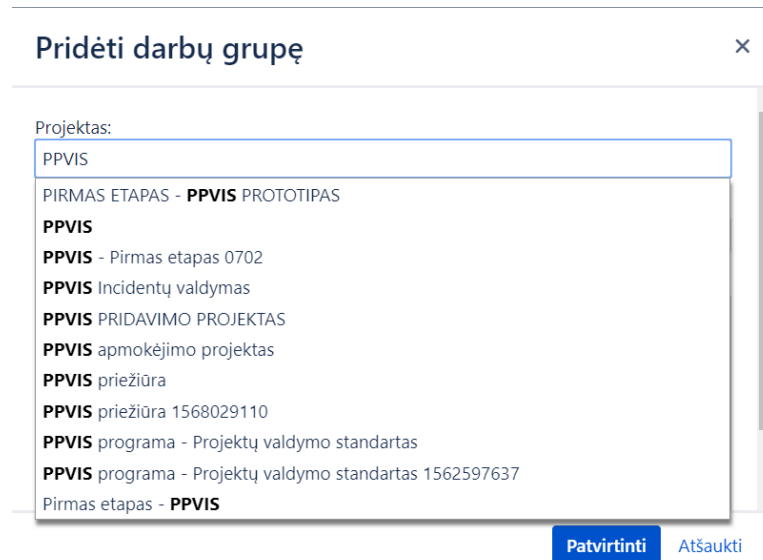 Pridėti darbų grupę ×
Projektas:
PPVIS
PIRMAS ETAPAS - PPVIS PROTOTIPAS
PPVIS
PPVIS - Pirmas etapas 0702
PPVIS Incidentų valdymas
PPVIS PRIDAVIMO PROJEKTAS
PPVIS apmokėjimo projektas
PPVIS priežiūra
PPVIS priežiūra 1568029110
PPVIS programa - Projektų valdymo standartas
PPVIS programa - Projektų valdymo standartas 1562597637
Pirmas etapas - PPVIS
Patvirtinti Atšaukti